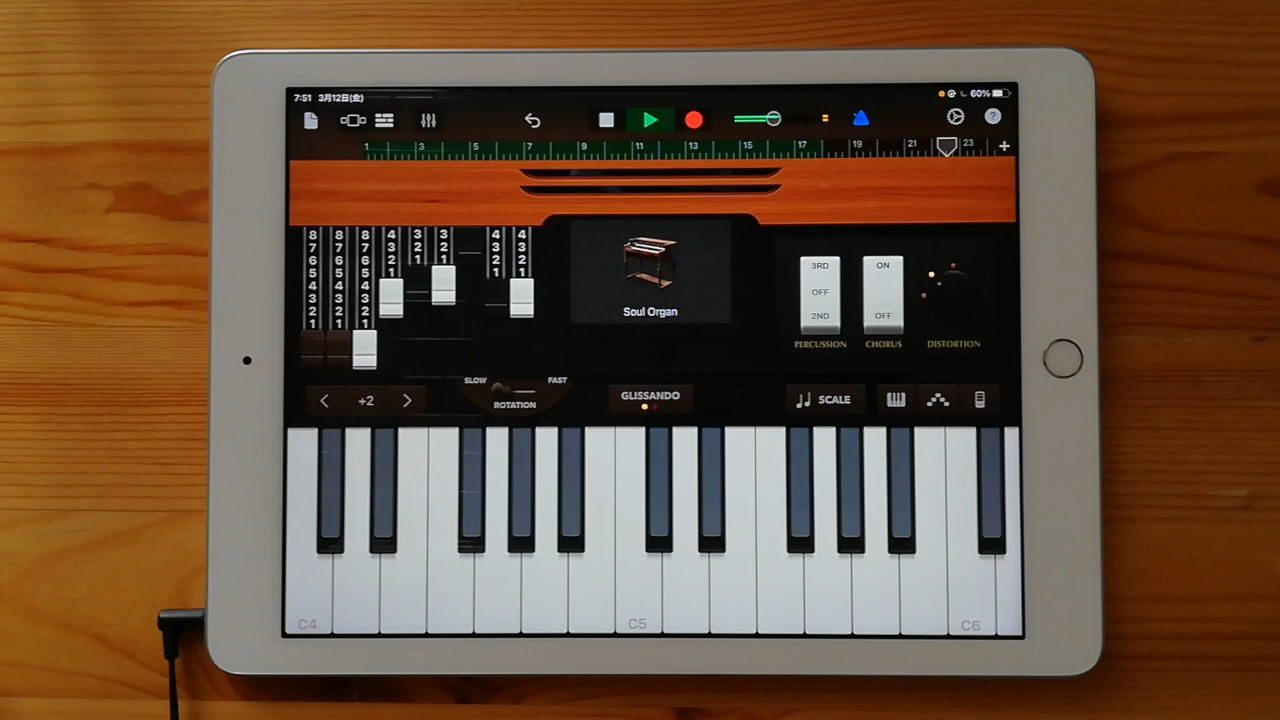 7:51 3月12日(金) 60%
?
1 3 5 7 9 11 13 15 17 19 21 23 +
8 8 8 4 3 3 4 4
7 7 7 3 2 2 3 3
6 6 6 2 1 1 2 2
5 5 5 1 1 1
4 4 4
3 3 3
2 2 2
1 1 1
Soul Organ
3RD
OFF
2ND
PERCUSSION
ON
OFF
CHORUS
DISTORTION
+2
SLOW FAST
ROTATION
GLISSANDO
SCALE
C4 C5 C6